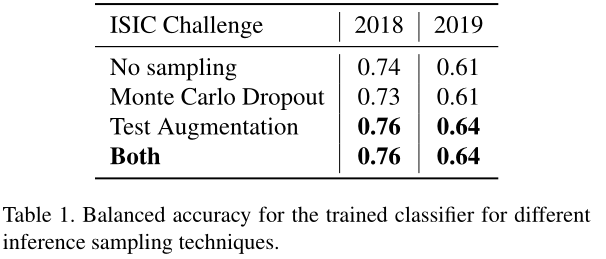 ISIC Challenge 2018 2019
No sampling 0.74 0.61
Monte Carlo Dropout 0.73 0.61
Test Augmentation 0.76 0.64
Both 0.76 0.64
Table 1. Balanced accuracy for the trained classifier for different
inference sampling techniques.